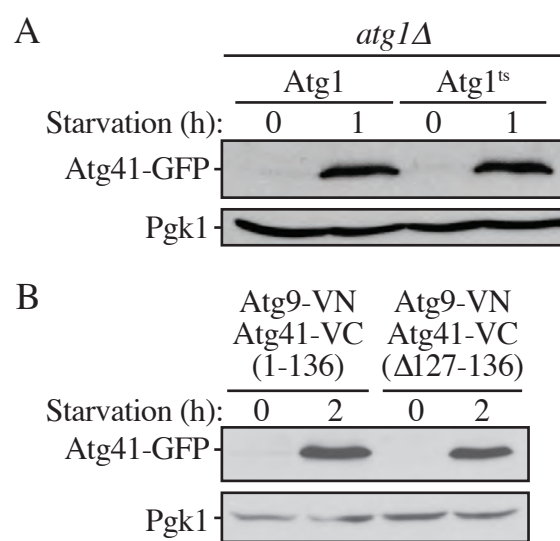 A
atg1Δ
Atg1 Atg1ts
Starvation (h): 0 1 0 1
Atg41-GFP
Pgk1
B
Atg9-VN Atg9-VN
Atg41-VC Atg41-VC
(1-136) (Δ127-136)
Starvation (h): 0 2 0 2
Atg41-GFP
Pgk1